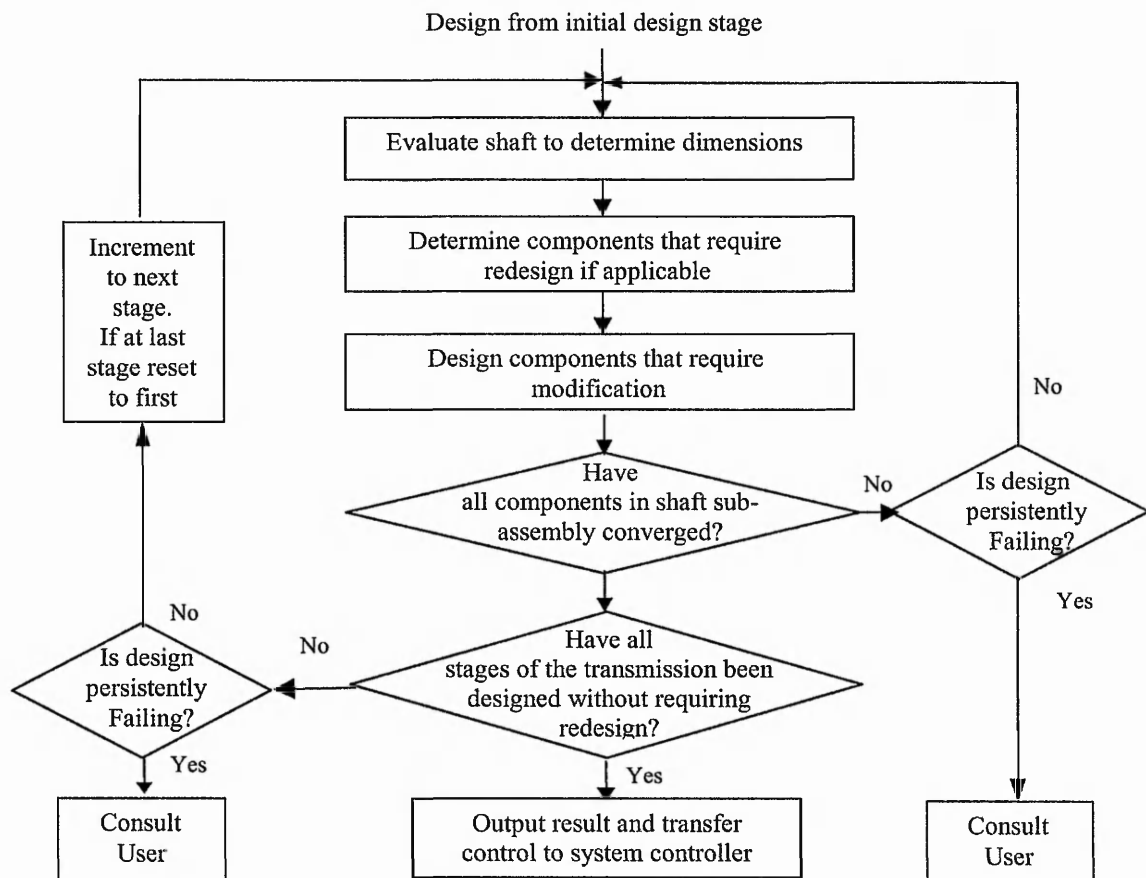 Design from initial design stage
Evaluate shaft to determine dimensions
Determine components that require
redesign if applicable
Increment
to next
stage.
If at last
stage reset
to first
Design components that require
modification
No
Have
all components in shaft sub-
assembly converged?
No
Is design
persistently
Failing?
Yes
No
Is design
persistently
Failing?
No
Have all
stages of the transmission been
designed without requiring
redesign?
Yes
Yes
Consult
User
Output result and transfer
control to system controller
Consult
User